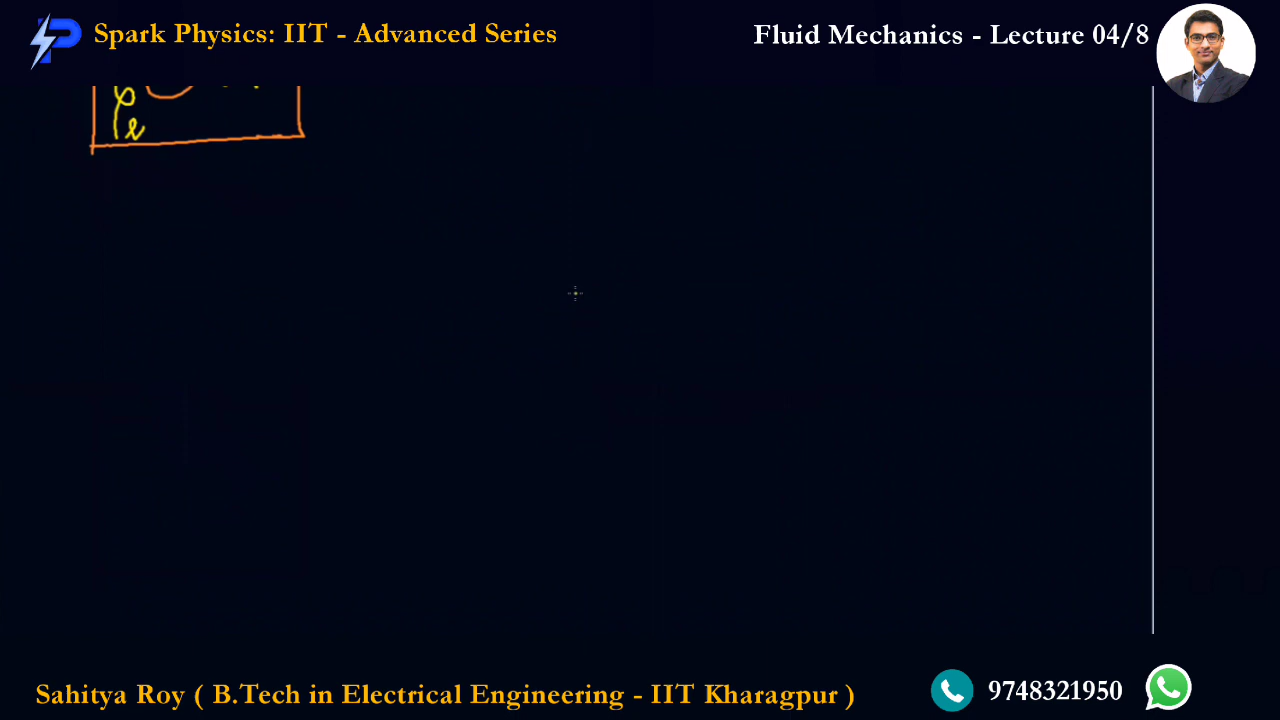 Spark Physics: IIT - Advanced Series
Fluid Mechanics - Lecture 04/8
ρℓ
Sahitya Roy ( B.Tech in Electrical Engineering - IIT Kharagpur )
9748321950